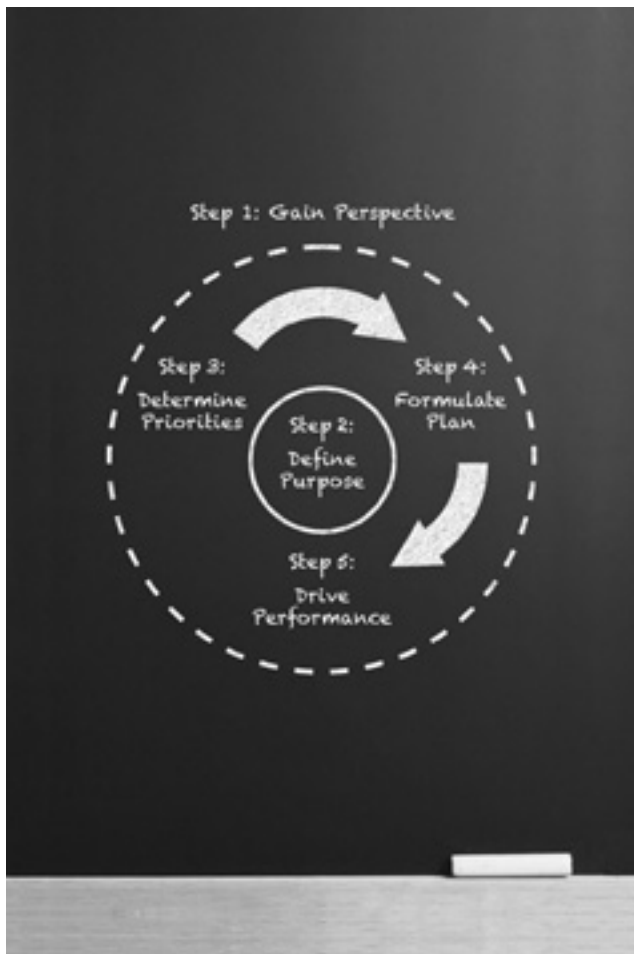 Step 1: Gain Perspective
Step 3:
Determine
Priorities
Step 4:
Formulate
Plan
Step 2:
Define
Purpose
Step 5:
Drive
Performance